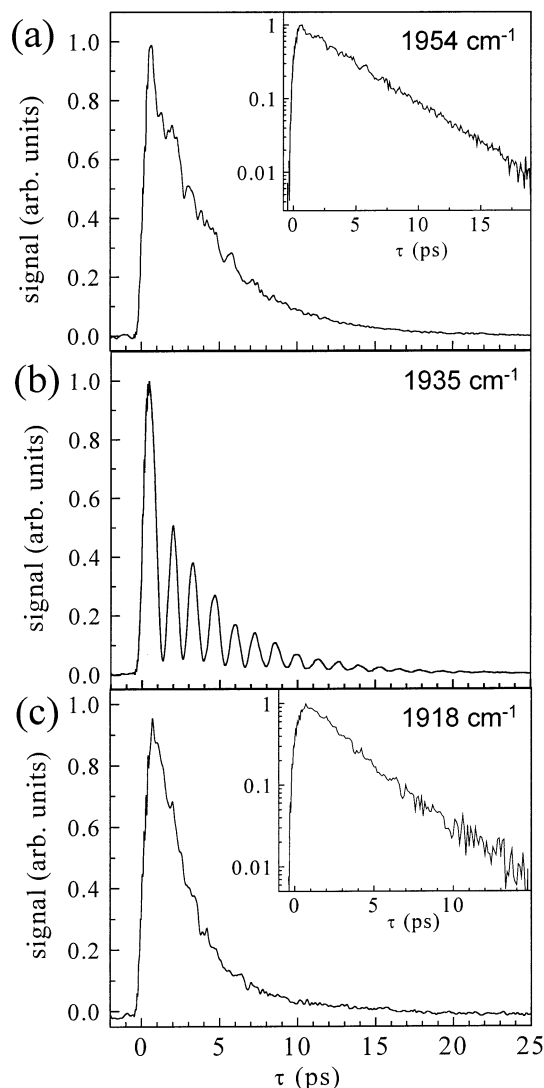 (a)
1954 cm-1
signal (arb. units)
1.0
0.8
0.6
0.4
0.2
0.0
1
0.1
0.01
0 5 10 15
τ (ps)
(b)
1935 cm-1
signal (arb. units)
1.0
0.8
0.6
0.4
0.2
0.0
(c)
1918 cm-1
signal (arb. units)
1.0
0.8
0.6
0.4
0.2
0.0
1
0.1
0.01
0 5 10
τ (ps)
0 5 10 15 20 25
τ (ps)